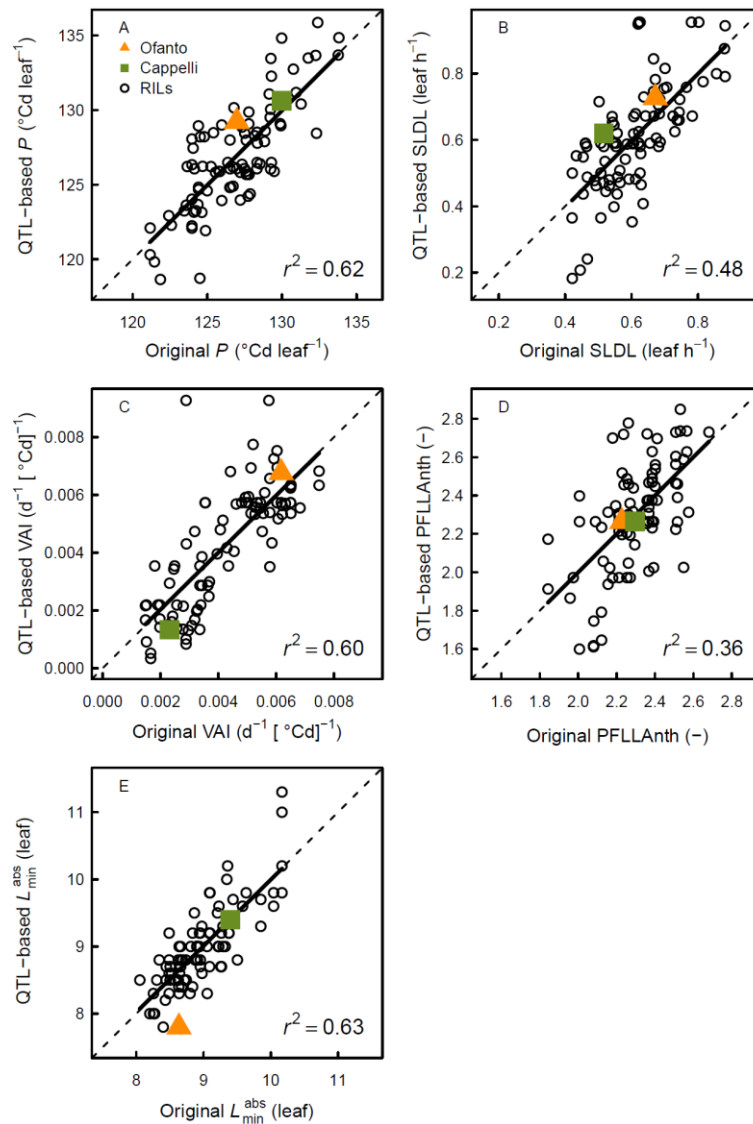 A
Ofanto
Cappelli
RILs
QTL−based P (°Cd leaf⁻¹)
135
130
125
120
r² = 0.62
120 125 130 135
Original P (°Cd leaf⁻¹)
B
QTL−based SLDL (leaf h⁻¹)
0.8
0.6
0.4
0.2
r² = 0.48
0.2 0.4 0.6 0.8
Original SLDL (leaf h⁻¹)
C
QTL−based VAI (d⁻¹ [ °Cd]⁻¹)
0.008
0.006
0.004
0.002
0.000
r² = 0.60
0.000 0.002 0.004 0.006 0.008
Original VAI (d⁻¹ [ °Cd]⁻¹)
D
QTL−based PFLLAnth (−)
2.8
2.6
2.4
2.2
2.0
1.8
1.6
r² = 0.36
1.6 1.8 2.0 2.2 2.4 2.6 2.8
Original PFLLAnth (−)
E
QTL−based L_min^abs (leaf)
11
10
9
8
r² = 0.63
8 9 10 11
Original L_min^abs (leaf)